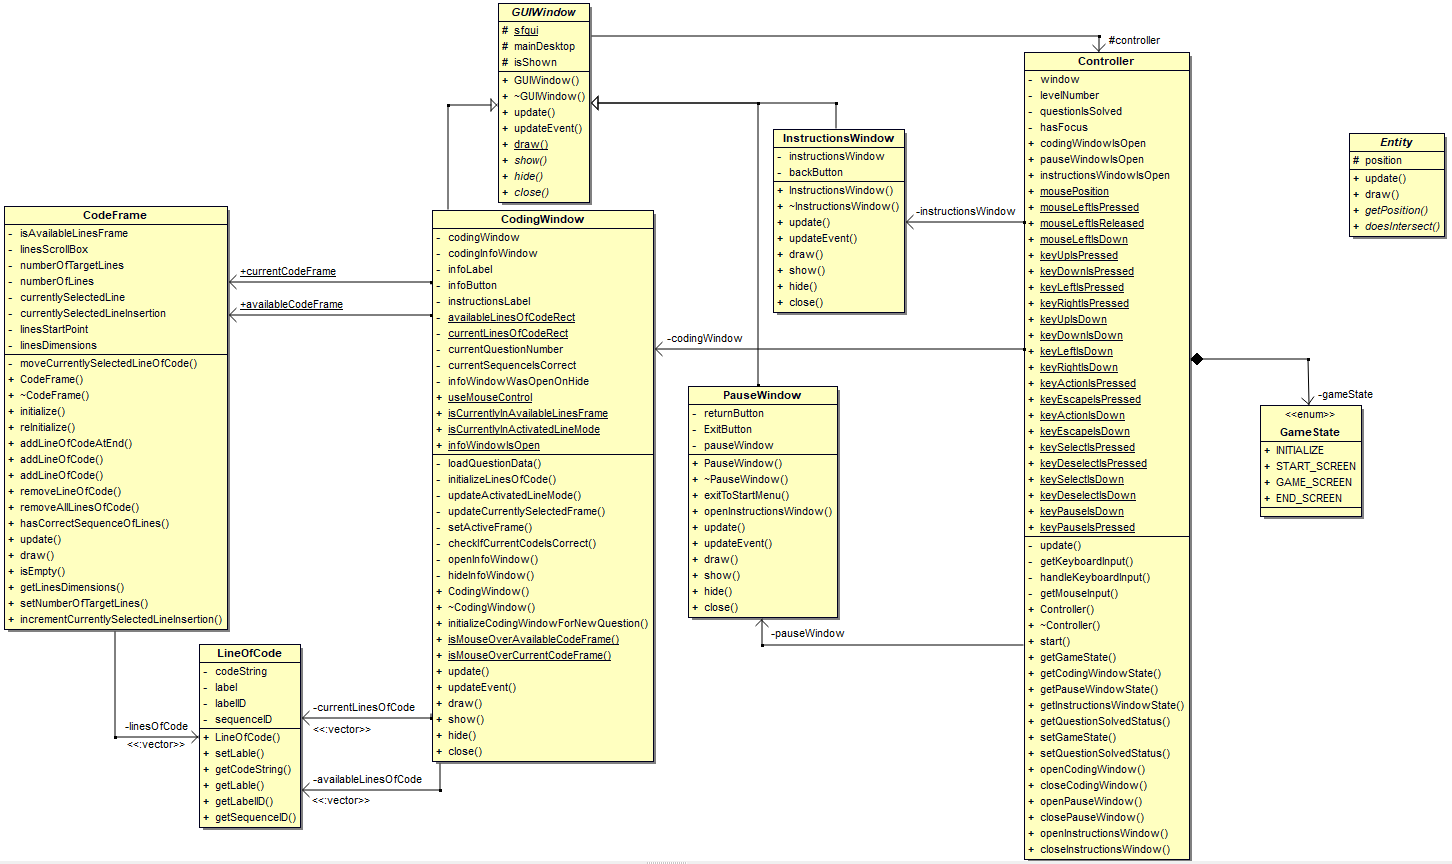 GUIWindow
# sfgui
# mainDesktop
# isShown
+ GUIWindow()
+ ~GUIWindow()
+ update()
+ updateEvent()
+ draw()
+ show()
+ hide()
+ close()
#controller
Controller
- window
- levelNumber
- questionIsSolved
- hasFocus
+ codingWindowIsOpen
+ pauseWindowIsOpen
+ instructionsWindowIsOpen
+ mousePosition
+ mouseLeftIsPressed
+ mouseLeftIsReleased
+ mouseLeftIsDown
+ keyUpIsPressed
+ keyDownIsPressed
+ keyLeftIsPressed
+ keyRightIsPressed
+ keyUpIsDown
+ keyDownIsDown
+ keyLeftIsDown
+ keyRightIsDown
+ keyActionIsPressed
+ keyEscapeIsPressed
+ keyActionIsDown
+ keyEscapeIsDown
+ keySelectIsPressed
+ keyDeselectIsPressed
+ keySelectIsDown
+ keyDeselectIsDown
+ keyPauseIsDown
+ keyPauseIsPressed
- update()
- getKeyboardInput()
- handleKeyboardInput()
- getMouseInput()
+ Controller()
+ ~Controller()
+ start()
+ getGameState()
+ getCodingWindowState()
+ getPauseWindowState()
+ getInstructionsWindowState()
+ getQuestionSolvedStatus()
+ setGameState()
+ setQuestionSolvedStatus()
+ openCodingWindow()
+ closeCodingWindow()
+ openPauseWindow()
+ closePauseWindow()
+ openInstructionsWindow()
+ closeInstructionsWindow()
InstructionsWindow
- instructionsWindow
- backButton
+ InstructionsWindow()
+ ~InstructionsWindow()
+ update()
+ updateEvent()
+ draw()
+ show()
+ hide()
+ close()
-instructionsWindow
Entity
# position
+ update()
+ draw()
+ getPosition()
+ doesIntersect()
CodeFrame
- isAvailableLinesFrame
- linesScrollBox
- numberOfTargetLines
- numberOfLines
- currentlySelectedLine
- currentlySelectedLineInsertion
- linesStartPoint
- linesDimensions
- moveCurrentlySelectedLineOfCode()
+ CodeFrame()
+ ~CodeFrame()
+ initialize()
+ reInitialize()
+ addLineOfCodeAtEnd()
+ addLineOfCode()
+ addLineOfCode()
+ removeLineOfCode()
+ removeAllLinesOfCode()
+ hasCorrectSequenceOfLines()
+ update()
+ draw()
+ isEmpty()
+ getLinesDimensions()
+ setNumberOfTargetLines()
+ incrementCurrentlySelectedLineInsertion()
+currentCodeFrame
+availableCodeFrame
CodingWindow
- codingWindow
- codingInfoWindow
- infoLabel
- infoButton
- instructionsLabel
- availableLinesOfCodeRect
- currentLinesOfCodeRect
- currentQuestionNumber
- currentSequenceIsCorrect
- infoWindowWasOpenOnHide
+ useMouseControl
+ isCurrentlyInAvailableLinesFrame
+ isCurrentlyInActivatedLineMode
+ infoWindowIsOpen
- loadQuestionData()
- initializeLinesOfCode()
- updateActivatedLineMode()
- updateCurrentlySelectedFrame()
- setActiveFrame()
- checkIfCurrentCodeIsCorrect()
- openInfoWindow()
- hideInfoWindow()
+ CodingWindow()
+ ~CodingWindow()
+ initializeCodingWindowForNewQuestion()
+ isMouseOverAvailableCodeFrame()
+ isMouseOverCurrentCodeFrame()
+ update()
+ updateEvent()
+ draw()
+ show()
+ hide()
+ close()
-codingWindow
PauseWindow
- returnButton
- ExitButton
- pauseWindow
+ PauseWindow()
+ ~PauseWindow()
+ exitToStartMenu()
+ openInstructionsWindow()
+ update()
+ updateEvent()
+ draw()
+ show()
+ hide()
+ close()
-pauseWindow
-gameState
<<enum>>
GameState
+ INITIALIZE
+ START_SCREEN
+ GAME_SCREEN
+ END_SCREEN
LineOfCode
- codeString
- label
- labelID
- sequenceID
+ LineOfCode()
+ setLable()
+ getCodeString()
+ getLable()
+ getLabelID()
+ getSequenceID()
-linesOfCode
<<:vector>>
-currentLinesOfCode
<<:vector>>
-availableLinesOfCode
<<:vector>>